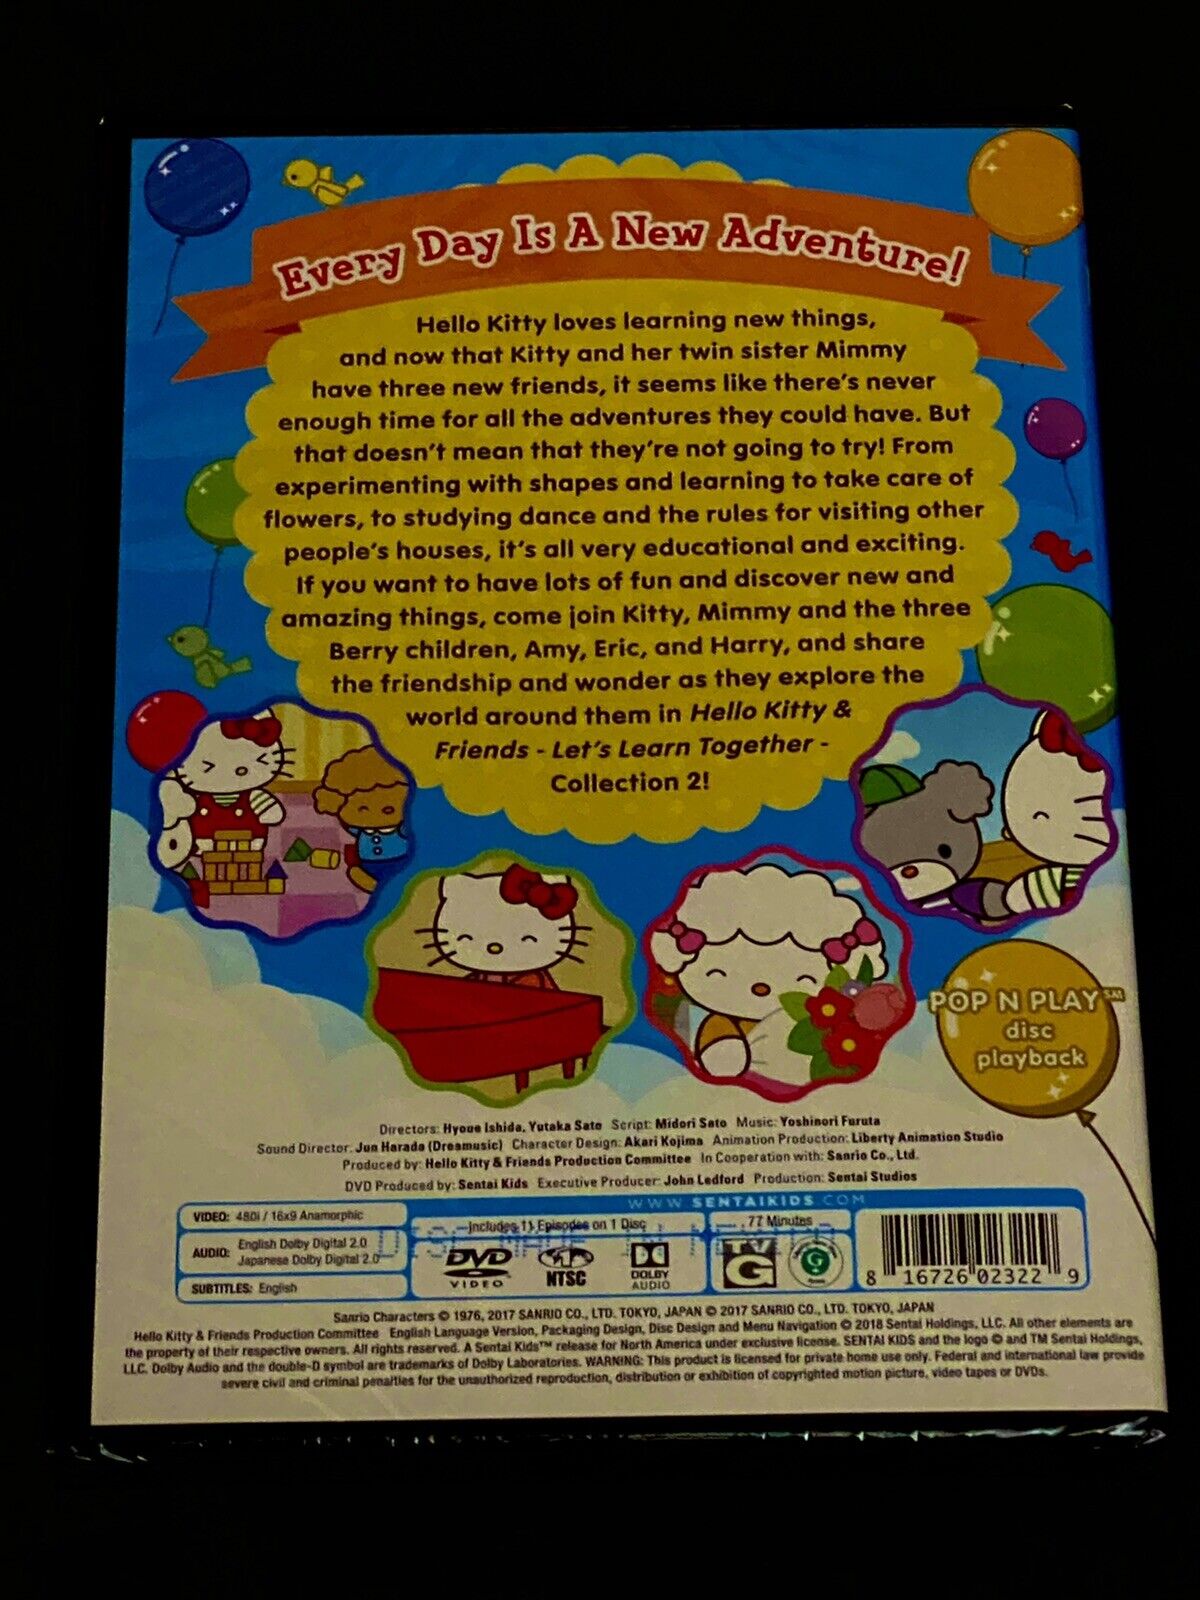 Every Day Is A New Adventure!
Hello Kitty loves learning new things,
and now that Kitty and her twin sister Mimmy
have three new friends, it seems like there's never
enough time for all the adventures they could have. But
that doesn't mean that they're not going to try! From
experimenting with shapes and learning to take care of
flowers, to studying dance and the rules for visiting other
people's houses, it's all very educational and exciting.
If you want to have lots of fun and discover new and
amazing things, come join Kitty, Mimmy and the three
Berry children, Amy, Eric, and Harry, and share
the friendship and wonder as they explore the
world around them in Hello Kitty &
Friends - Let's Learn Together -
Collection 2!
POP N PLAY SM
disc
playback
Directors: Hyoue Ishida, Yutaka Sato Script: Midori Sato Music: Yoshinori Furuta
Sound Director: Jun Harada (Dreamusic) Character Design: Akari Kojima Animation Production: Liberty Animation Studio
Produced by: Hello Kitty & Friends Production Committee In Cooperation with: Sanrio Co., Ltd.
DVD Produced by: Sentai Kids Executive Producer: John Ledford Production: Sentai Studios
WWW.SENTAIKIDS.COM
VIDEO: 480i / 16x9 Anamorphic
AUDIO: English Dolby Digital 2.0
Japanese Dolby Digital 2.0
SUBTITLES: English
Includes 11 Episodes on 1 Disc
77 Minutes
DISC MADE IN MEXICO
DVD
VIDEO
NTSC
DOLBY
AUDIO
TV
G
G
8 16726 02322 9
Sanrio Characters © 1976, 2017 SANRIO CO., LTD. TOKYO, JAPAN © 2017 SANRIO CO., LTD. TOKYO, JAPAN
Hello Kitty & Friends Production Committee English Language Version, Packaging Design, Disc Design and Menu Navigation © 2018 Sentai Holdings, LLC. All other elements are
the property of their respective owners. All rights reserved. A Sentai Kids™ release for North America under exclusive license. SENTAI KIDS and the logo © and TM Sentai Holdings,
LLC. Dolby Audio and the double-D symbol are trademarks of Dolby Laboratories. WARNING: This product is licensed for private home use only. Federal and international law provide
severe civil and criminal penalties for the unauthorized reproduction, distribution or exhibition of copyrighted motion picture, video tapes or DVDs.